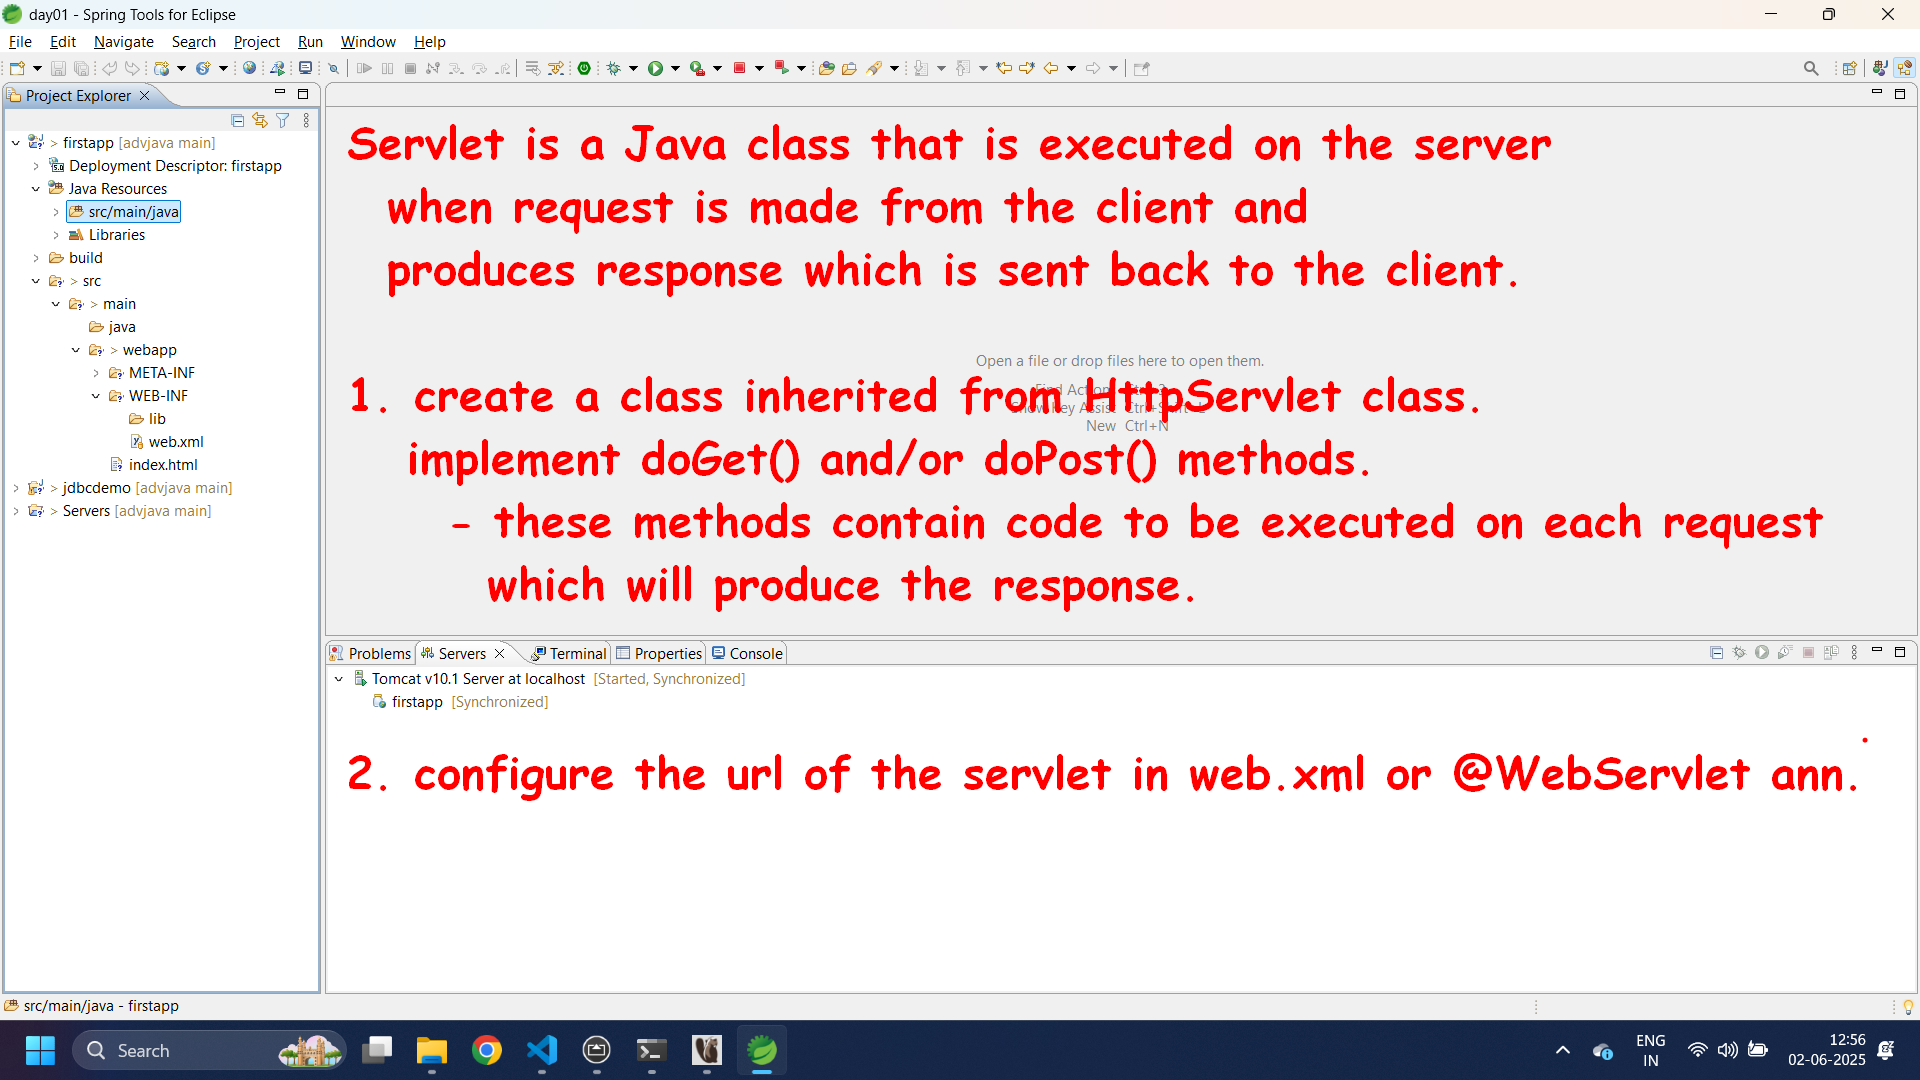 day01 - Spring Tools for Eclipse
File Edit Navigate Search Project Run Window Help
Project Explorer
firstapp [advjava main]
Deployment Descriptor: firstapp
Java Resources
src/main/java
Libraries
build
src
main
java
webapp
META-INF
WEB-INF
lib
web.xml
index.html
jdbcdemo [advjava main]
Servers [advjava main]
Servlet is a Java class that is executed on the server
when request is made from the client and
produces response which is sent back to the client.
Open a file or drop files here to open them.
Find Action
Show Key Assist Ctrl+Shift+L
New Ctrl+N
1. create a class inherited from HttpServlet class.
implement doGet() and/or doPost() methods.
- these methods contain code to be executed on each request
which will produce the response.
Problems Servers Terminal Properties Console
Tomcat v10.1 Server at localhost [Started, Synchronized]
firstapp [Synchronized]
2. configure the url of the servlet in web.xml or @WebServlet ann.
src/main/java - firstapp
Search
ENG
IN
12:56
02-06-2025